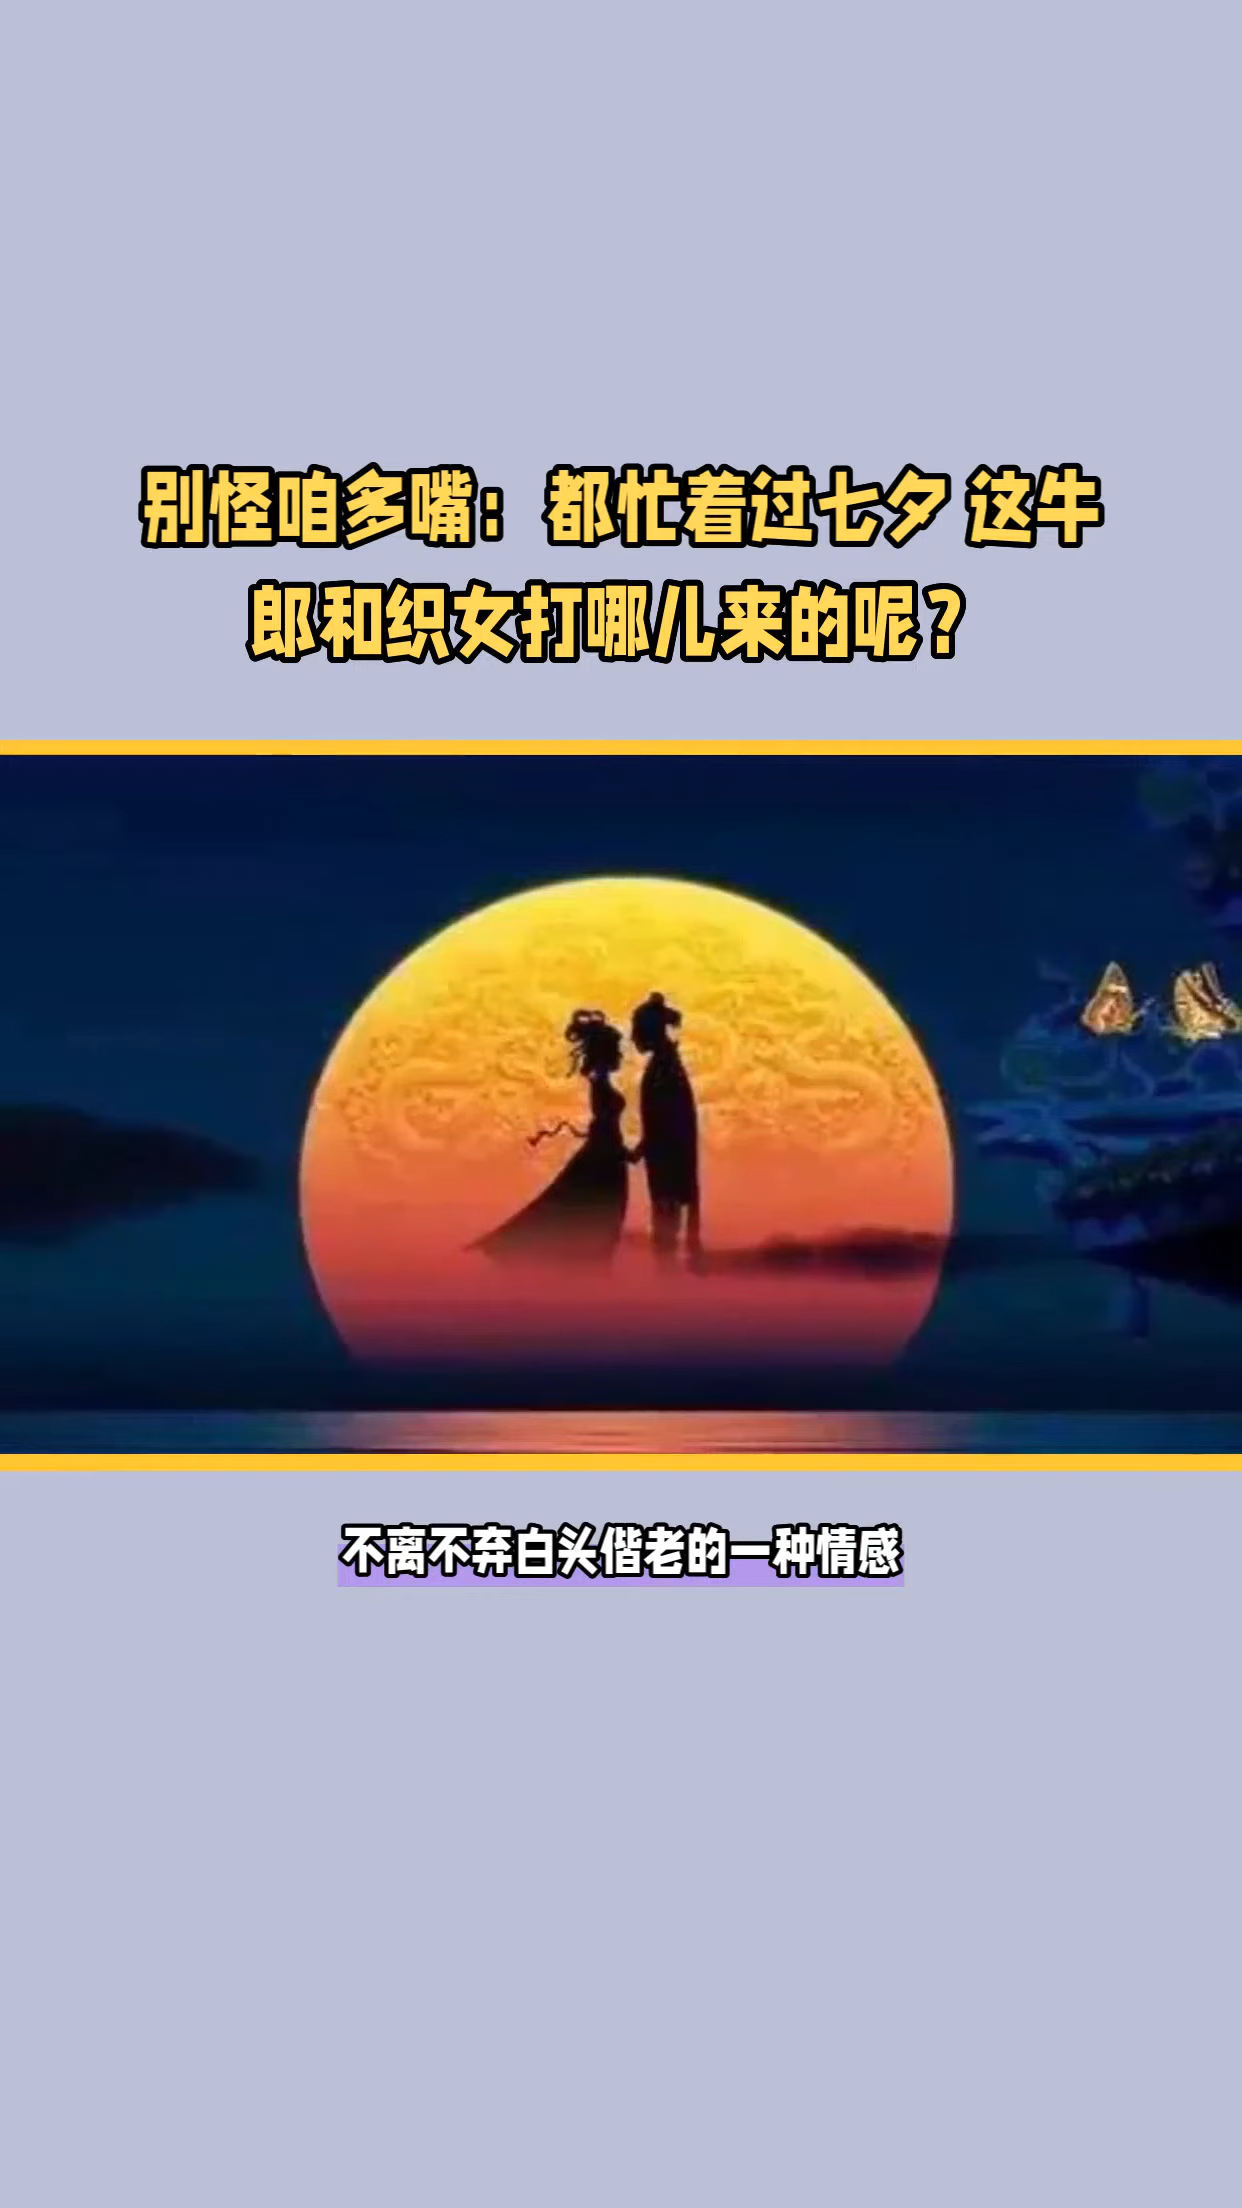 别怪咱多嘴：都忙着过七夕 这牛
郎和织女打哪儿来的呢？
不离不弃白头偕老的一种情感